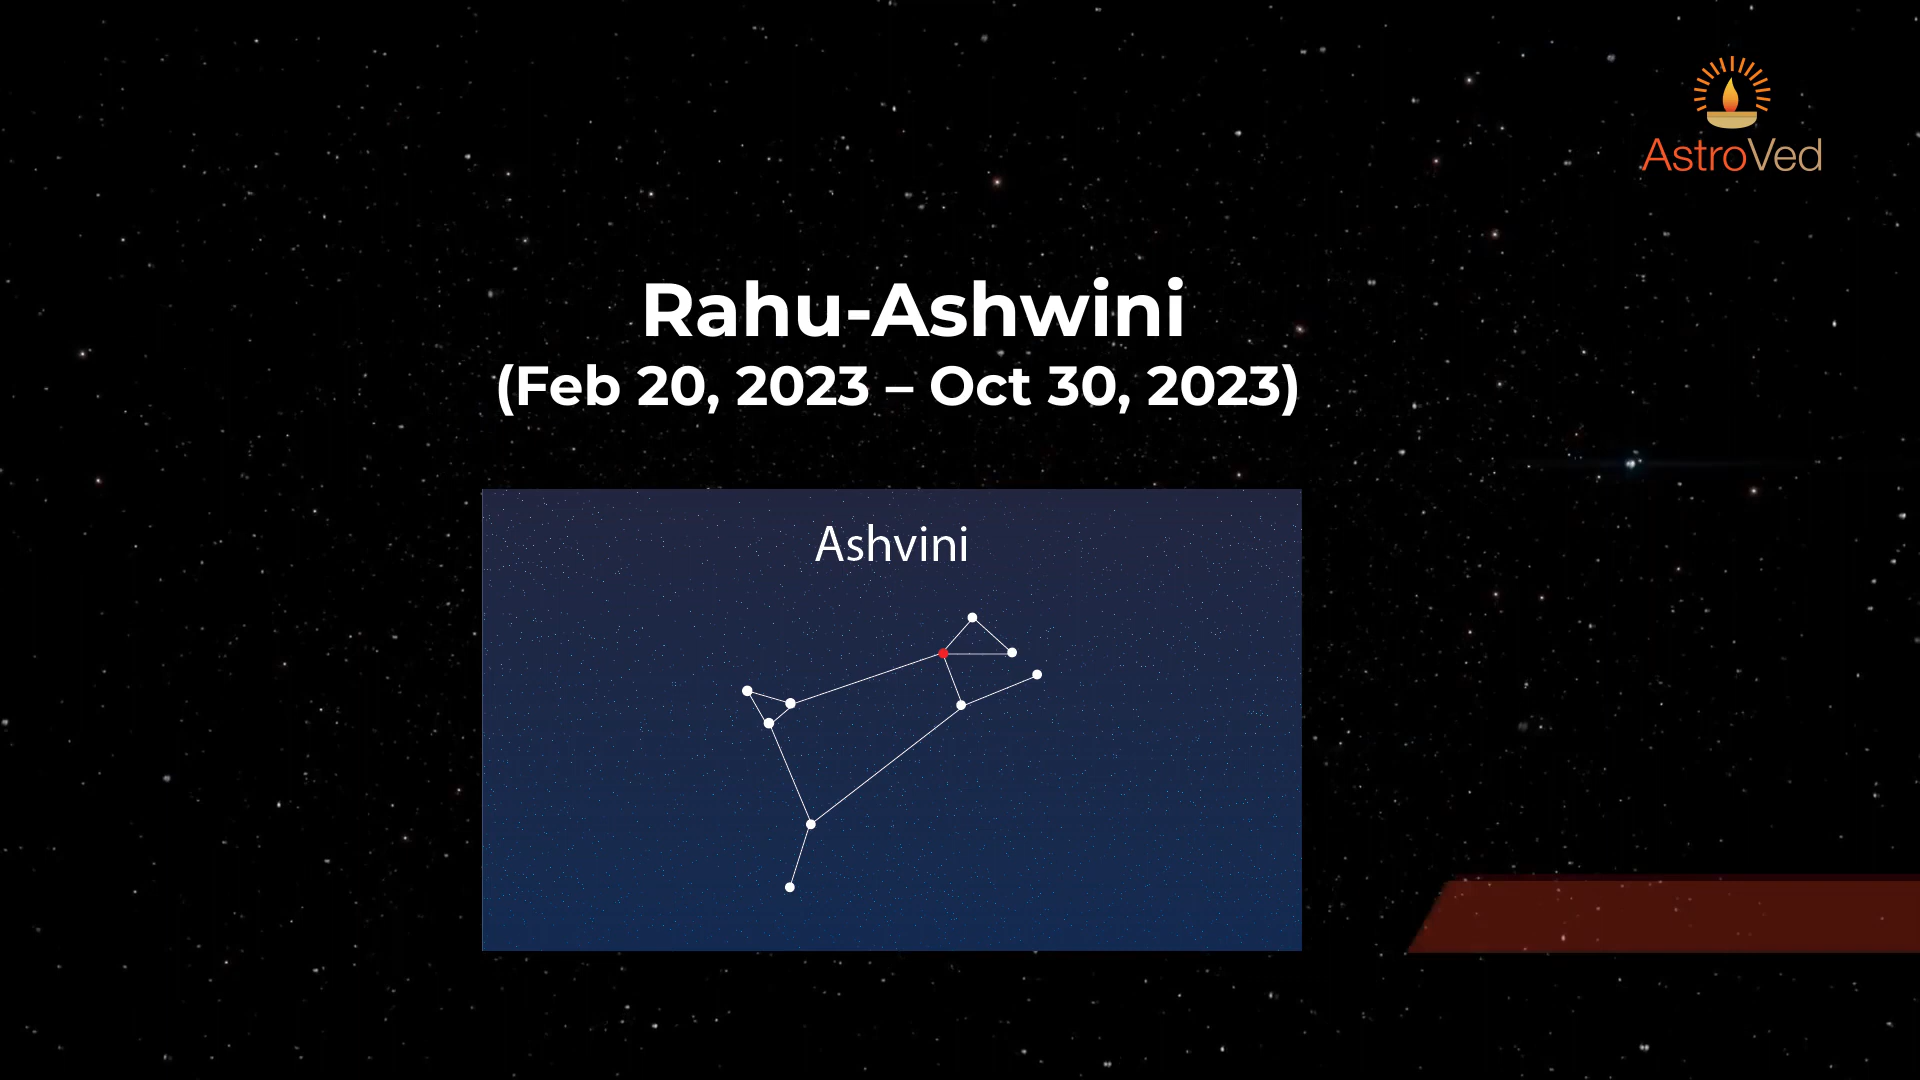 AstroVed
Rahu-Ashwini
(Feb 20, 2023 – Oct 30, 2023)
Ashvini